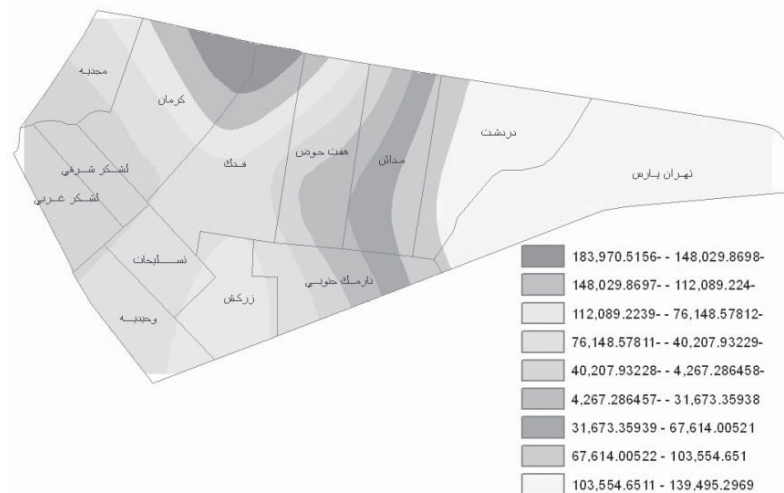 مجدیه
کرمان
دردشت
هفت حوض
مدائن
فدک
لشکر شرقی
تهران پارس
لشکر غربی
تسلیحات
نارمک جنوبی
زرکش
وحیدیه
183,970.5156- - 148,029.8698-
148,029.8697- - 112,089.224-
112,089.2239- - 76,148.57812-
76,148.57811- - 40,207.93229-
40,207.93228- - 4,267.286458-
4,267.286457- - 31,673.35938
31,673.35939 - 67,614.00521
67,614.00522 - 103,554.651
103,554.6511 - 139,495.2969